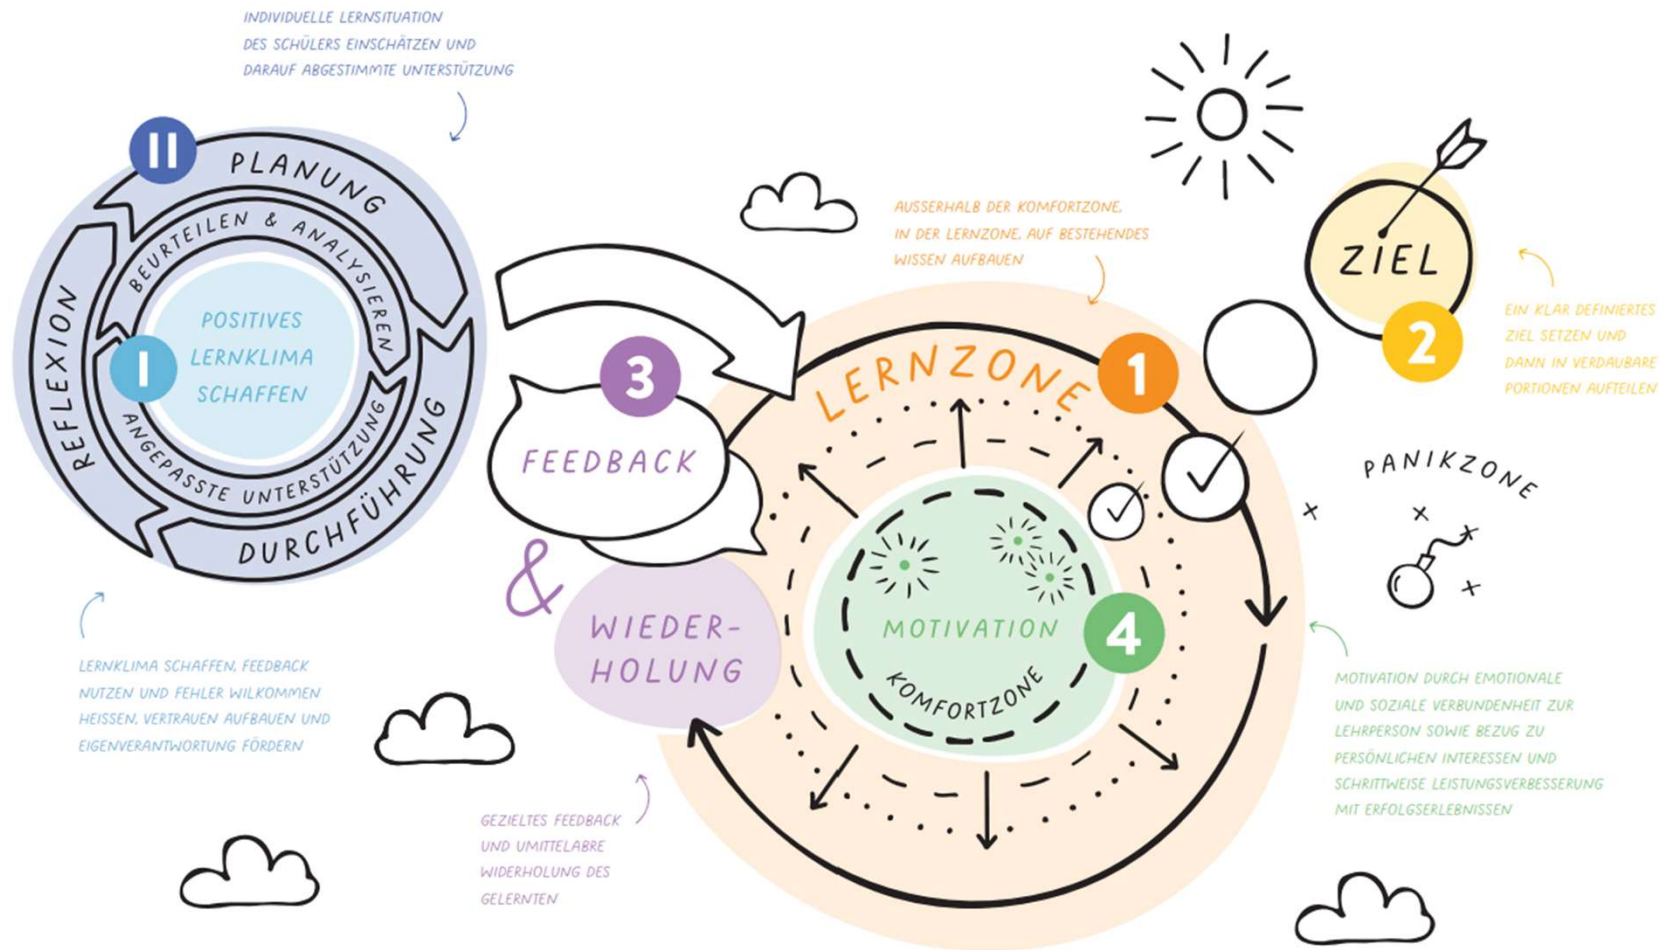 INDIVIDUELLE LERNSITUATION
DES SCHÜLERS EINSCHÄTZEN UND
DARAUF ABGESTIMMTE UNTERSTÜTZUNG
II
PLANUNG
DURCHFÜHRUNG
REFLEXION
BEURTEILEN & ANALYSIEREN
ANGEPASSTE UNTERSTÜTZUNG
I
POSITIVES
LERNKLIMA
SCHAFFEN
LERNKLIMA SCHAFFEN, FEEDBACK
NUTZEN UND FEHLER WILKOMMEN
HEISSEN, VERTRAUEN AUFBAUEN UND
EIGENVERANTWORTUNG FÖRDERN
3
FEEDBACK
&
WIEDER-
HOLUNG
GEZIELTES FEEDBACK
UND UMITTELABRE
WIDERHOLUNG DES
GELERNTEN
AUSSERHALB DER KOMFORTZONE,
IN DER LERNZONE, AUF BESTEHENDES
WISSEN AUFBAUEN
LERNZONE
1
MOTIVATION
4
KOMFORTZONE
ZIEL
2
EIN KLAR DEFINIERTES
ZIEL SETZEN UND
DANN IN VERDAUBARE
PORTIONEN AUFTEILEN
PANIKZONE
MOTIVATION DURCH EMOTIONALE
UND SOZIALE VERBUNDENHEIT ZUR
LEHRPERSON SOWIE BEZUG ZU
PERSÖNLICHEN INTERESSEN UND
SCHRITTWEISE LEISTUNGSVERBESSERUNG
MIT ERFOLGSERLEBNISSEN